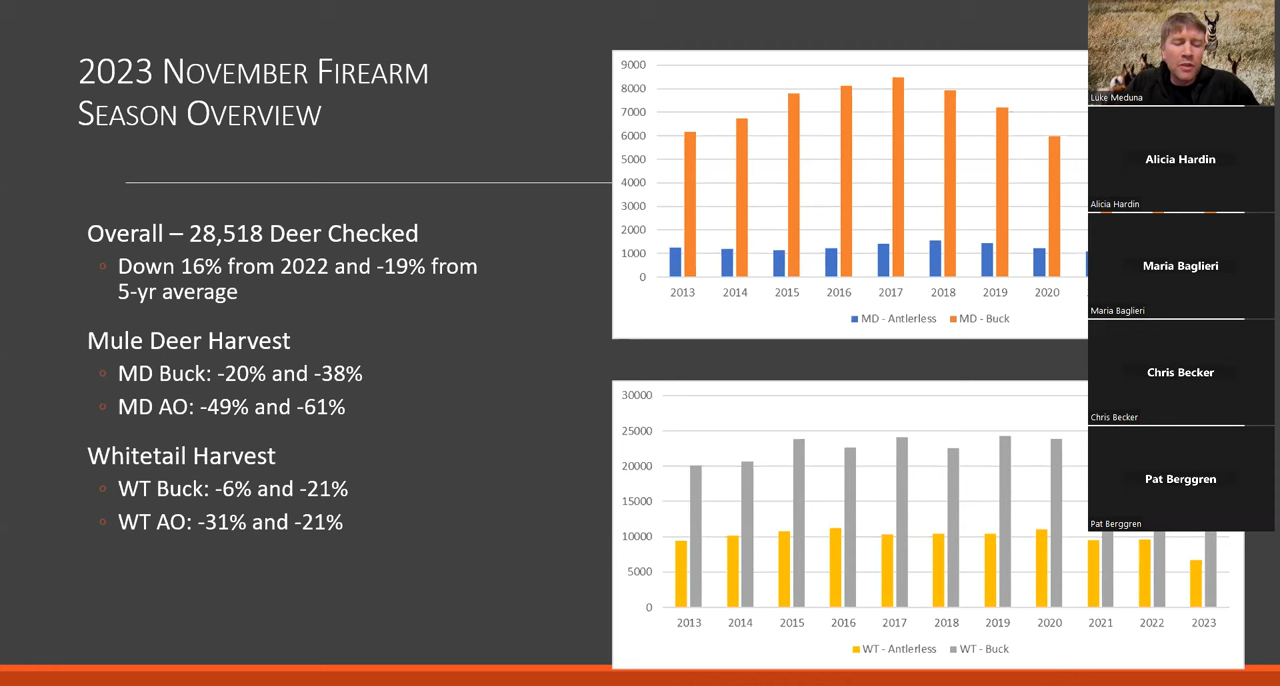 2023 NOVEMBER FIREARM
SEASON OVERVIEW
Overall – 28,518 Deer Checked
Down 16% from 2022 and -19% from
5-yr average
Mule Deer Harvest
MD Buck: -20% and -38%
MD AO: -49% and -61%
Whitetail Harvest
WT Buck: -6% and -21%
WT AO: -31% and -21%
9000
8000
7000
6000
5000
4000
3000
2000
1000
0
2013 2014 2015 2016 2017 2018 2019 2020
MD - Antlerless MD - Buck
30000
25000
20000
15000
10000
5000
0
2013 2014 2015 2016 2017 2018 2019 2020 2021 2022 2023
WT - Antlerless WT - Buck
Luke Meduna
Alicia Hardin
Alicia Hardin
Maria Baglieri
Maria Baglieri
Chris Becker
Chris Becker
Pat Berggren
Pat Berggren